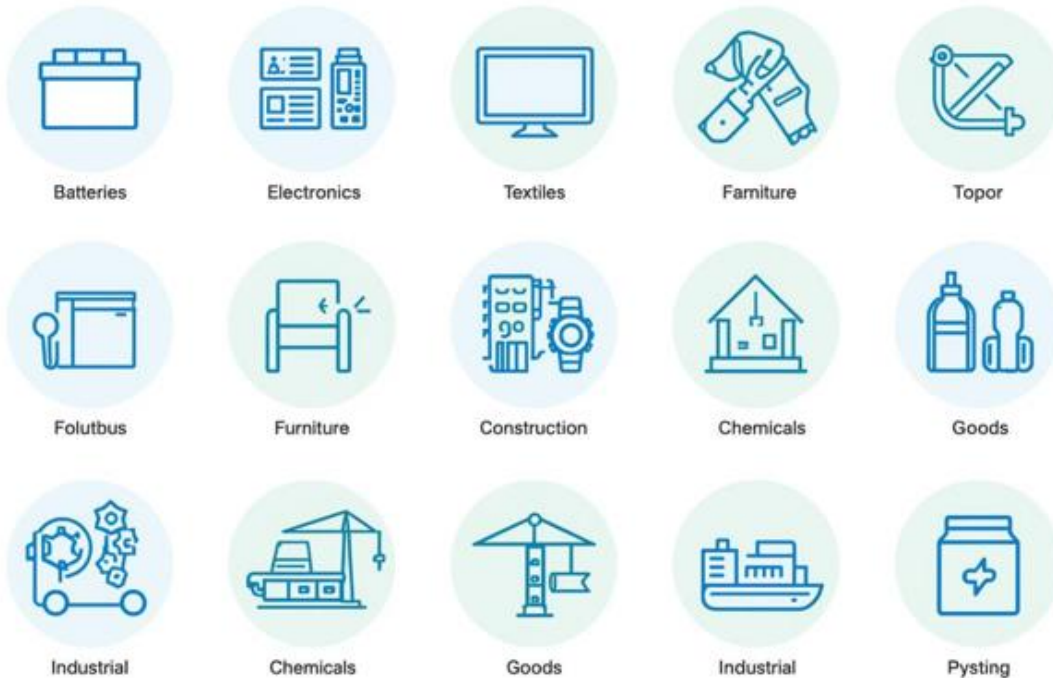 Batteries
Electronics
Textiles
Farniture
Topor
Folutbus
Furniture
Construction
Chemicals
Goods
Industrial
Chemicals
Goods
Industrial
Pysting